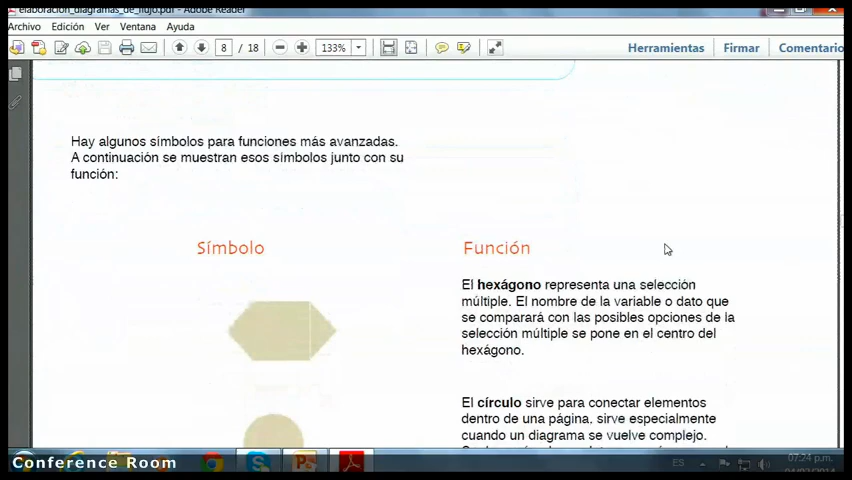 elaboracion_diagramas_de_flujo.pdf - Adobe Reader
Archivo Edición Ver Ventana Ayuda
8 / 18 133% Herramientas Firmar Comentario
Hay algunos símbolos para funciones más avanzadas.
A continuación se muestran esos símbolos junto con su
función:
Símbolo Función
El hexágono representa una selección
múltiple. El nombre de la variable o dato que
se comparará con las posibles opciones de la
selección múltiple se pone en el centro del
hexágono.
El círculo sirve para conectar elementos
dentro de una página, sirve especialmente
cuando un diagrama se vuelve complejo.
Conference Room
ES
07:24 p.m.